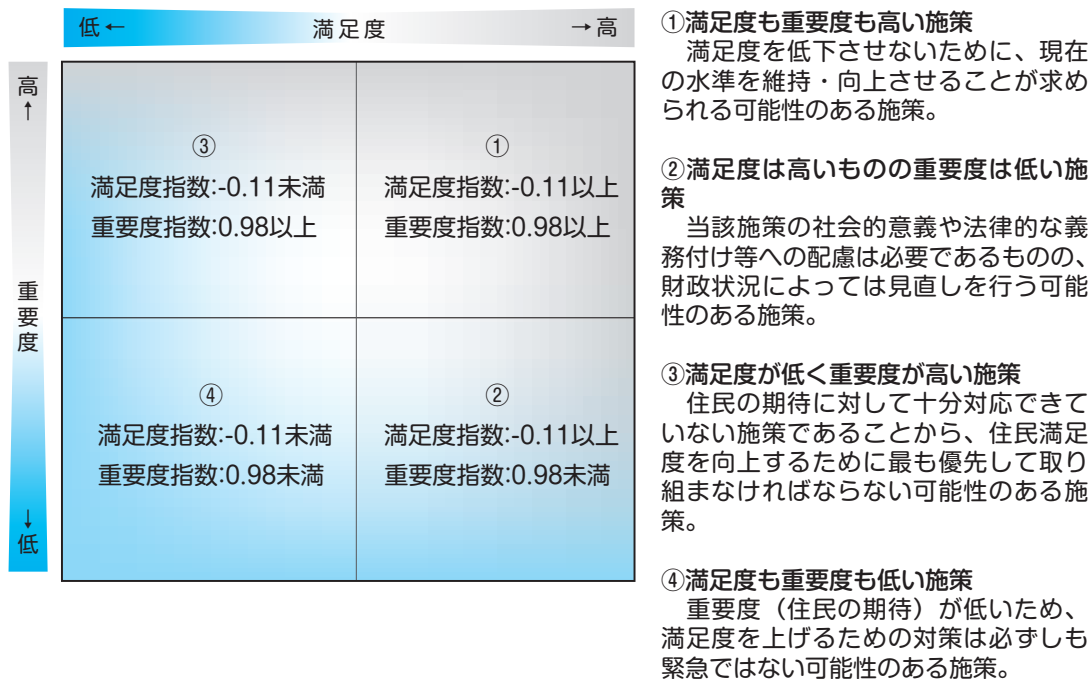 低← 満足度 →高
高
↑
重要度
↓
低
③
満足度指数:-0.11未満
重要度指数:0.98以上
①
満足度指数:-0.11以上
重要度指数:0.98以上
④
満足度指数:-0.11未満
重要度指数:0.98未満
②
満足度指数:-0.11以上
重要度指数:0.98未満
①満足度も重要度も高い施策
　満足度を低下させないために、現在
の水準を維持・向上させることが求め
られる可能性のある施策。
②満足度は高いものの重要度は低い施
策
　当該施策の社会的意義や法律的な義
務付け等への配慮は必要であるものの、
財政状況によっては見直しを行う可能
性のある施策。
③満足度が低く重要度が高い施策
　住民の期待に対して十分対応できて
いない施策であることから、住民満足
度を向上するために最も優先して取り
組まなければならない可能性のある施
策。
④満足度も重要度も低い施策
　重要度（住民の期待）が低いため、
満足度を上げるための対策は必ずしも
緊急ではない可能性のある施策。